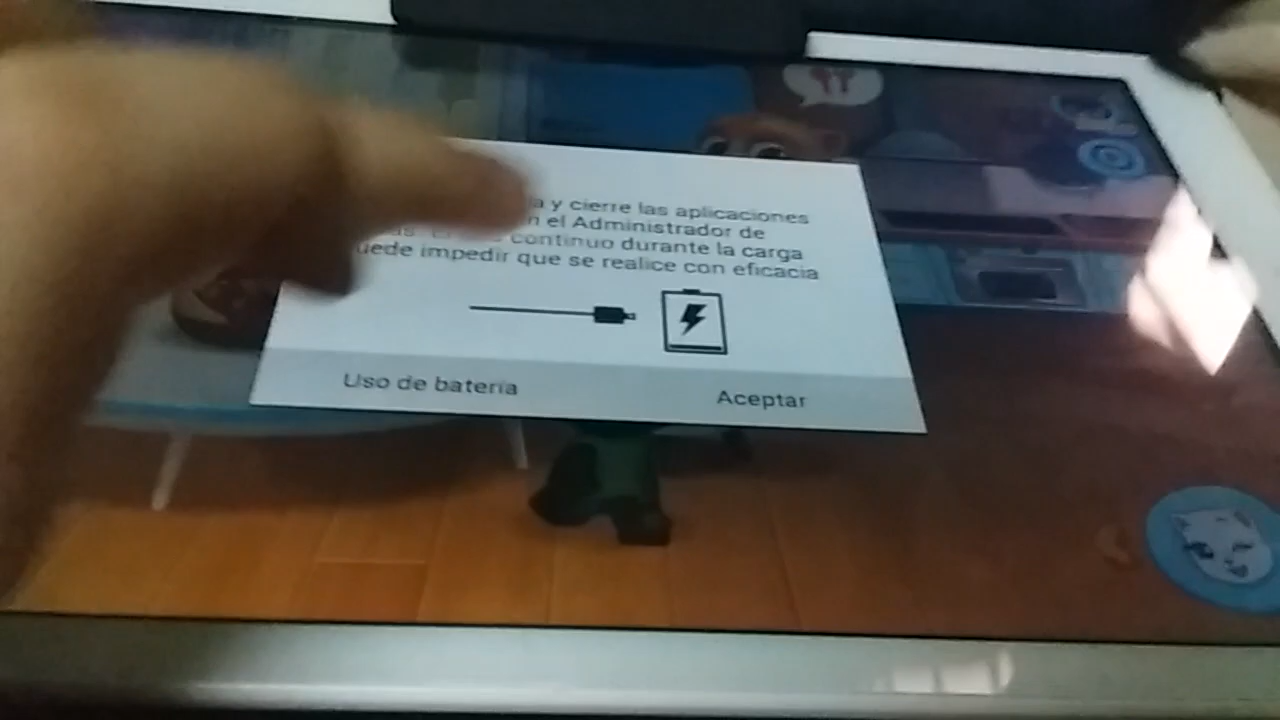 y cierre las aplicaciones
el Administrador de
continuo durante la carga
impedir que se realice con eficacia
Uso de batería
Aceptar